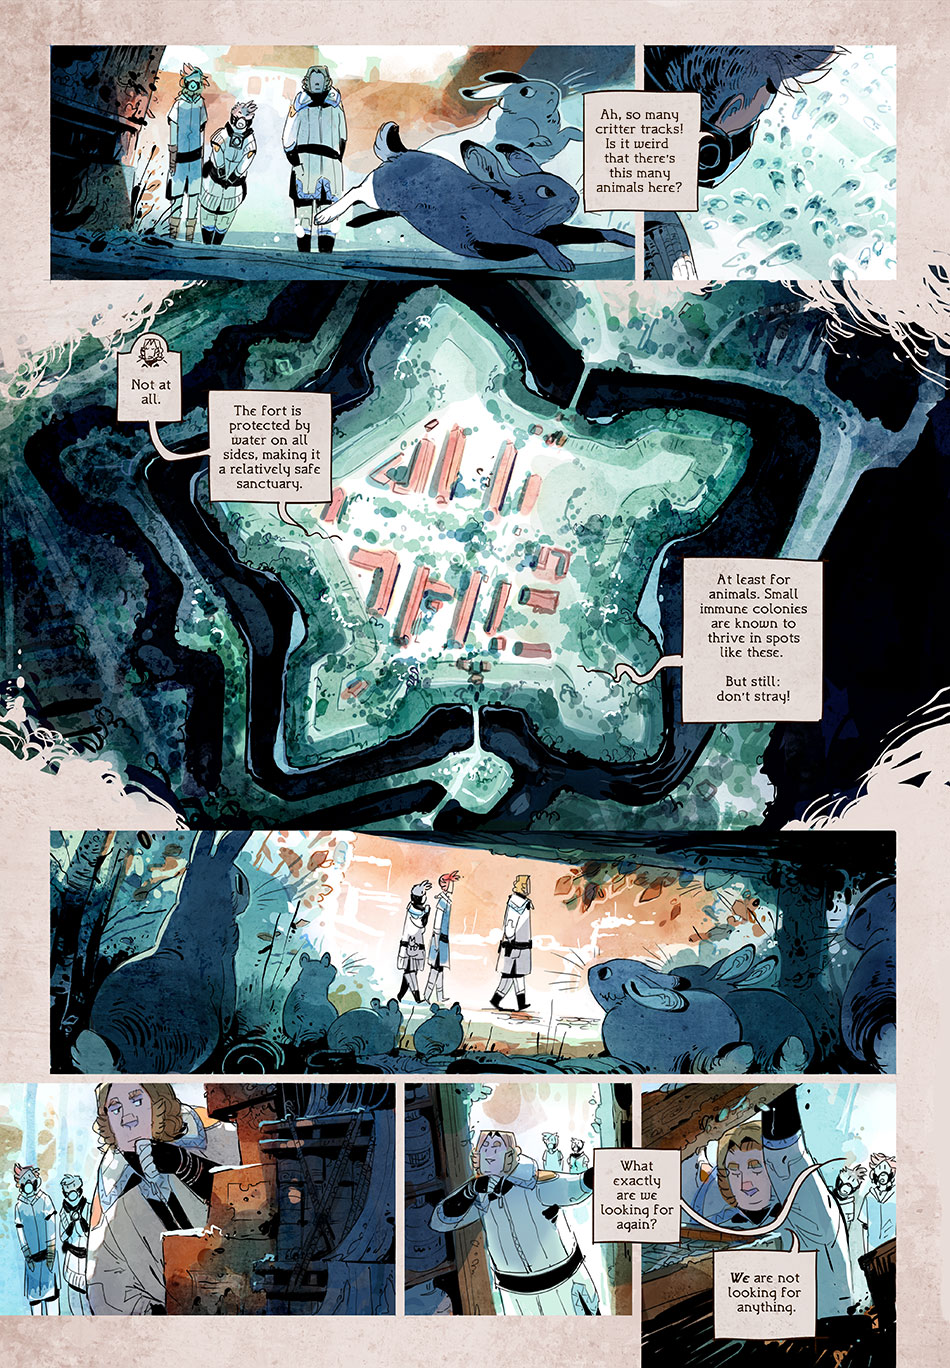 Ah, so many
critter tracks!
Is it weird
that there's
this many
animals here?
Not at
all.
The fort is
protected by
water on all
sides, making it
a relatively safe
sanctuary.
At least for
animals. Small
immune colonies
are known to
thrive in spots
like these.
But still:
don't stray!
What
exactly
are we
looking for
again?
We are not
looking for
anything.